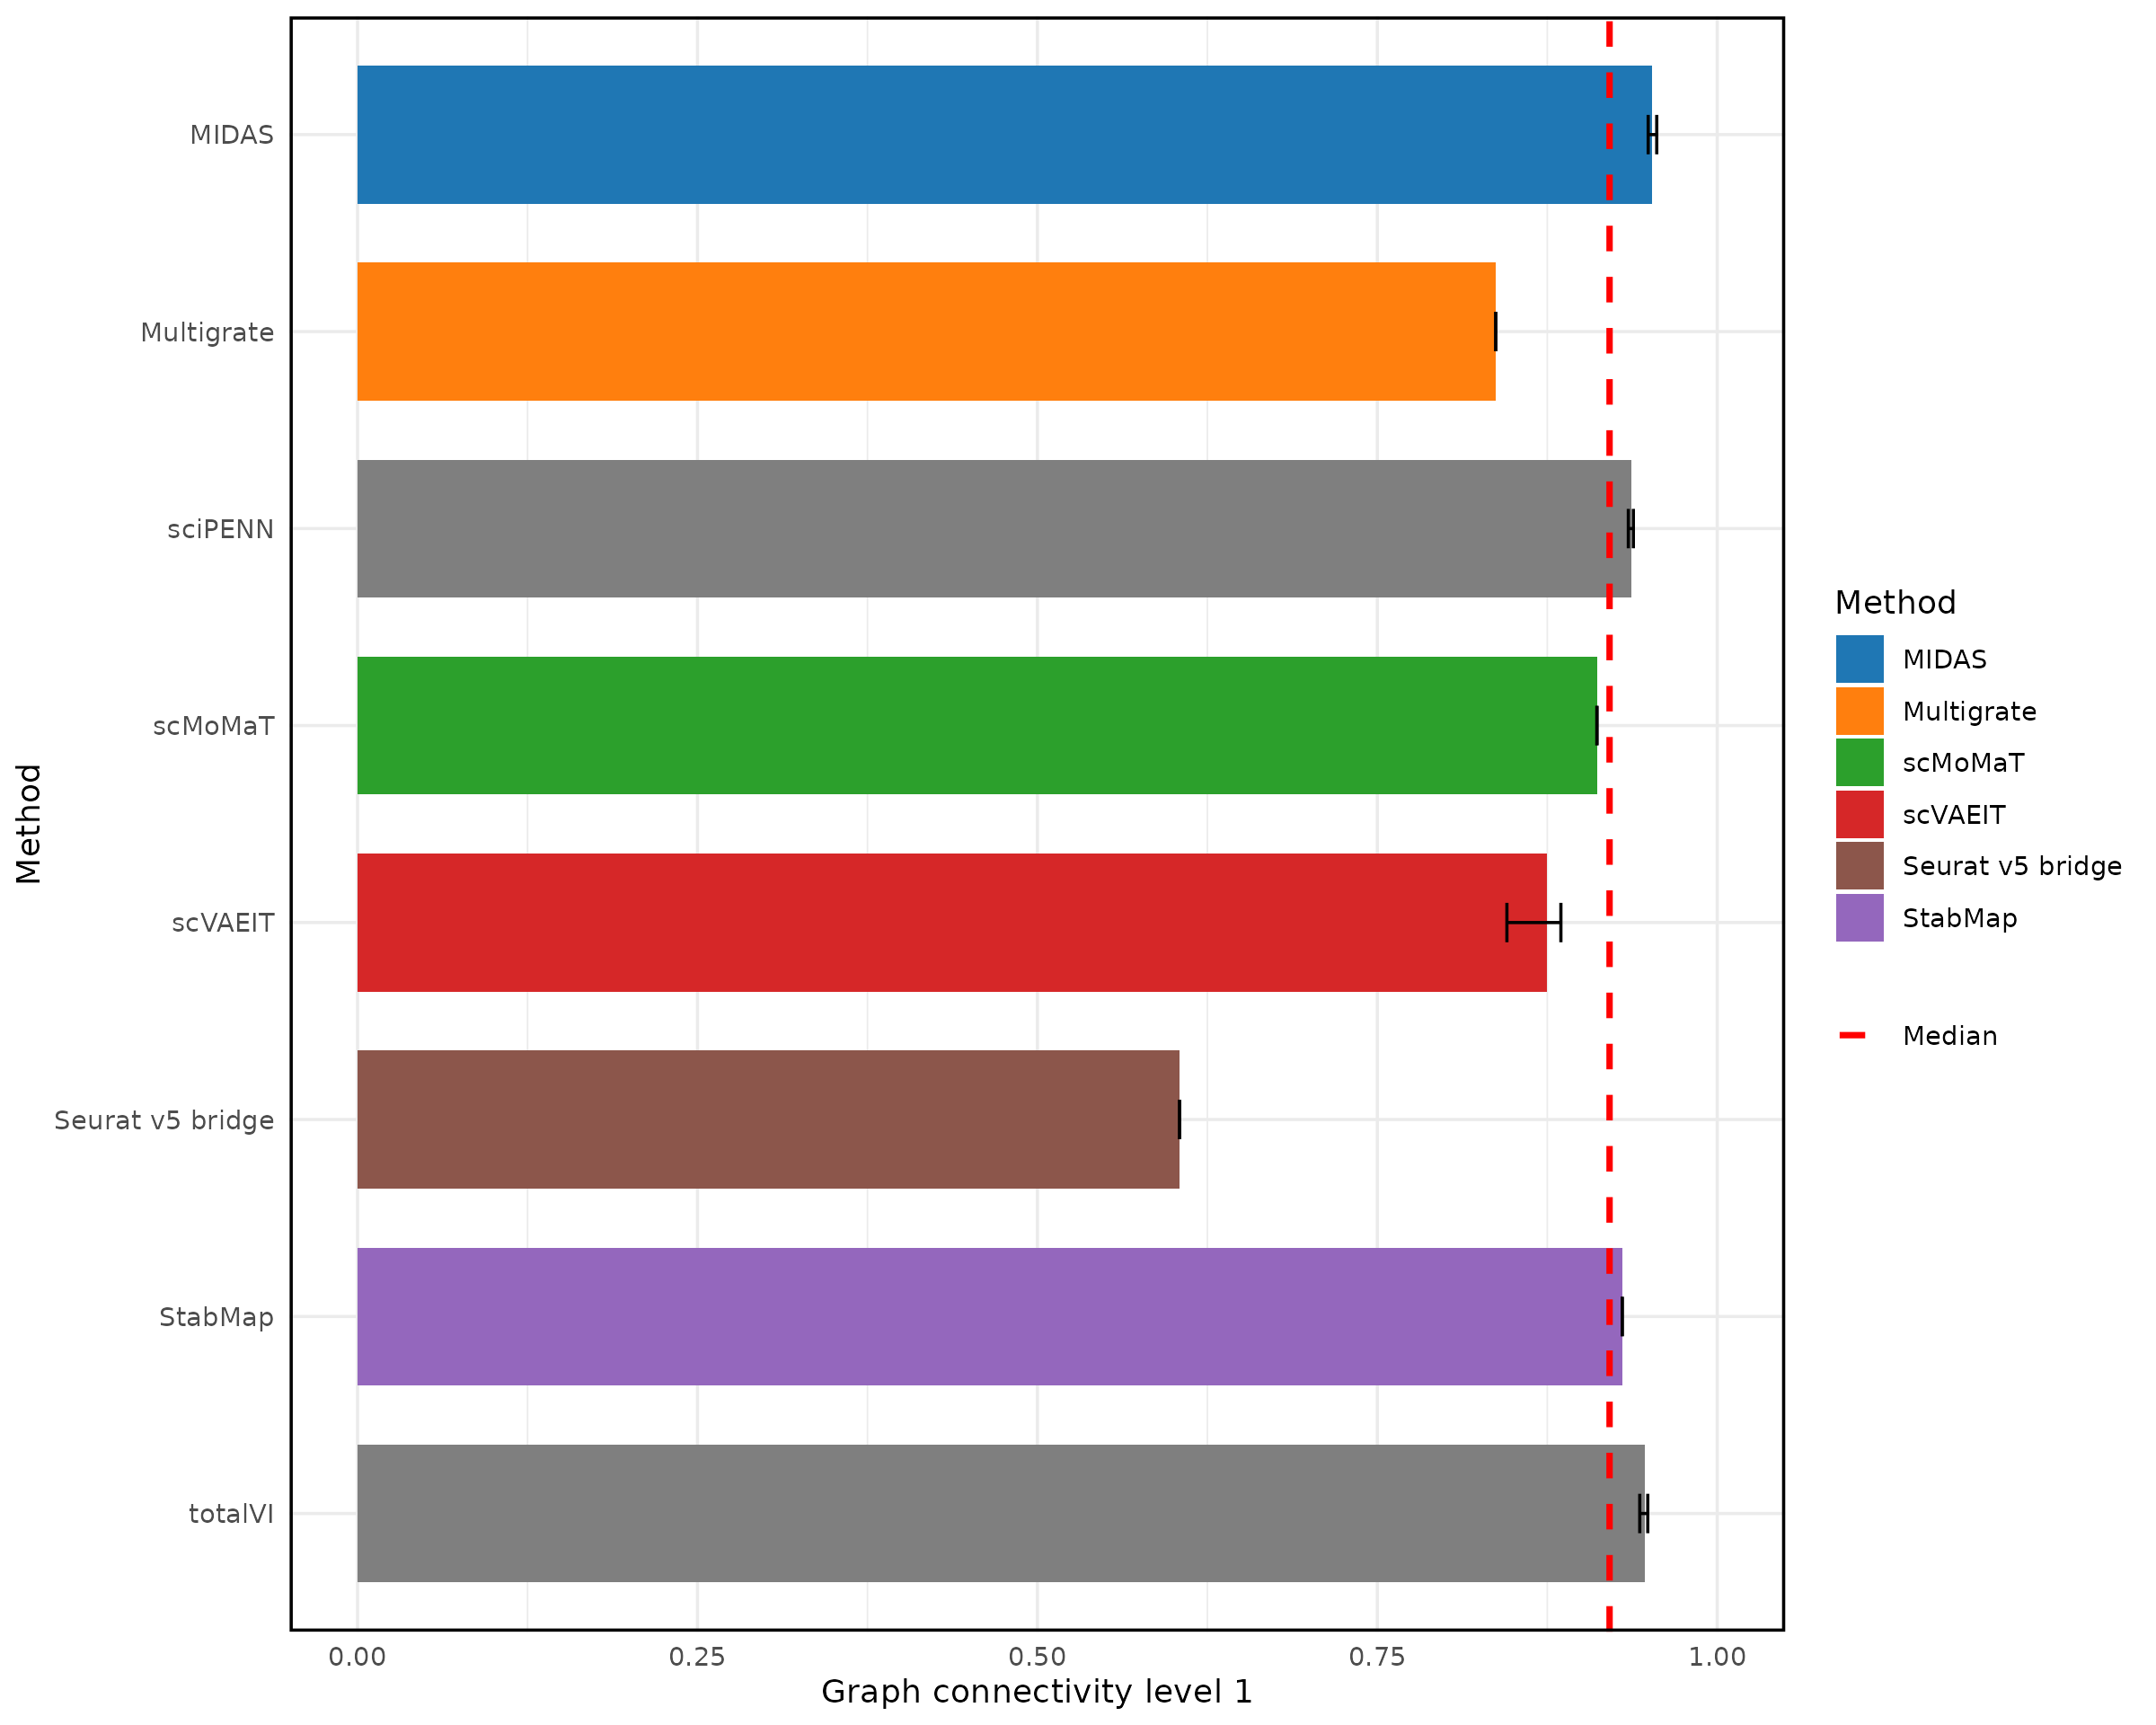 Method
MIDAS
Multigrate
sciPENN
scMoMaT
scVAEIT
Seurat v5 bridge
StabMap
totalVI
0.00 0.25 0.50 0.75 1.00
Graph connectivity level 1
Method
MIDAS
Multigrate
scMoMaT
scVAEIT
Seurat v5 bridge
StabMap
Median